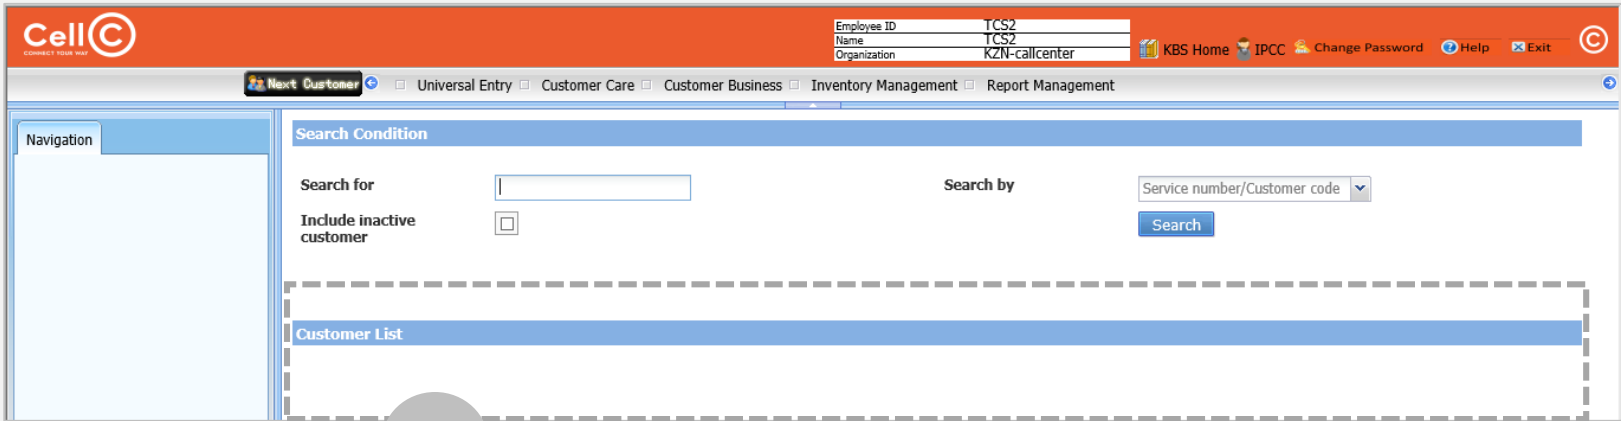 CellC
CONNECT YOUR WAY
Employee ID TCS2
Name TCS2
Organization KZN-callcenter
KBS Home IPCC Change Password Help Exit
Next Customer Universal Entry Customer Care Customer Business Inventory Management Report Management
Navigation
Search Condition
Search for
Search by Service number/Customer code
Include inactive
customer
Search
Customer List